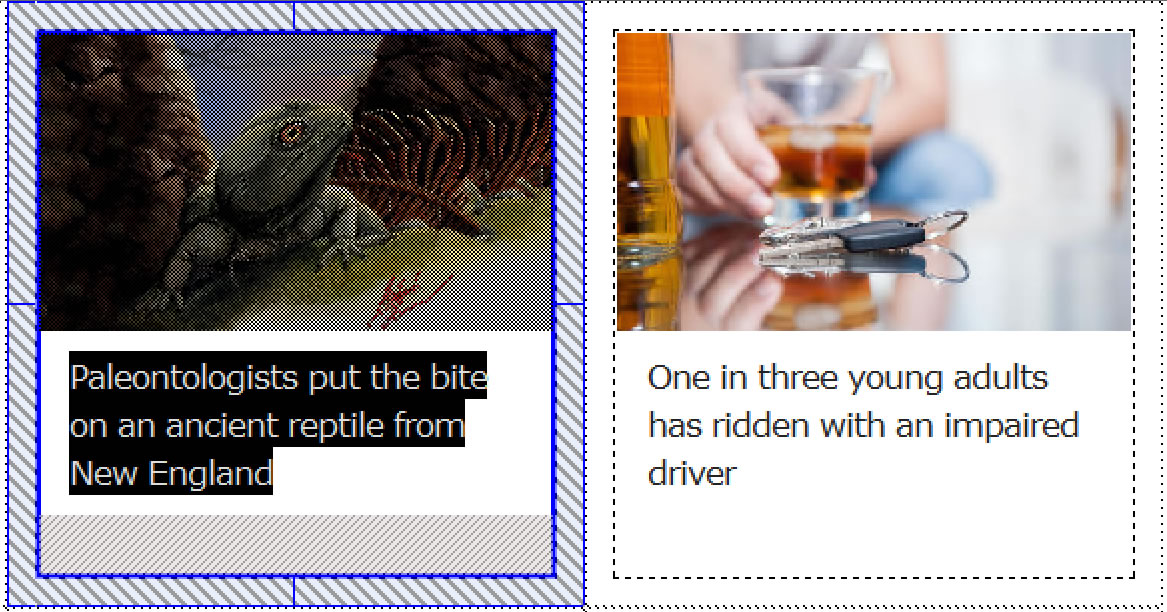 Paleontologists put the bite
on an ancient reptile from
New England
One in three young adults
has ridden with an impaired
driver